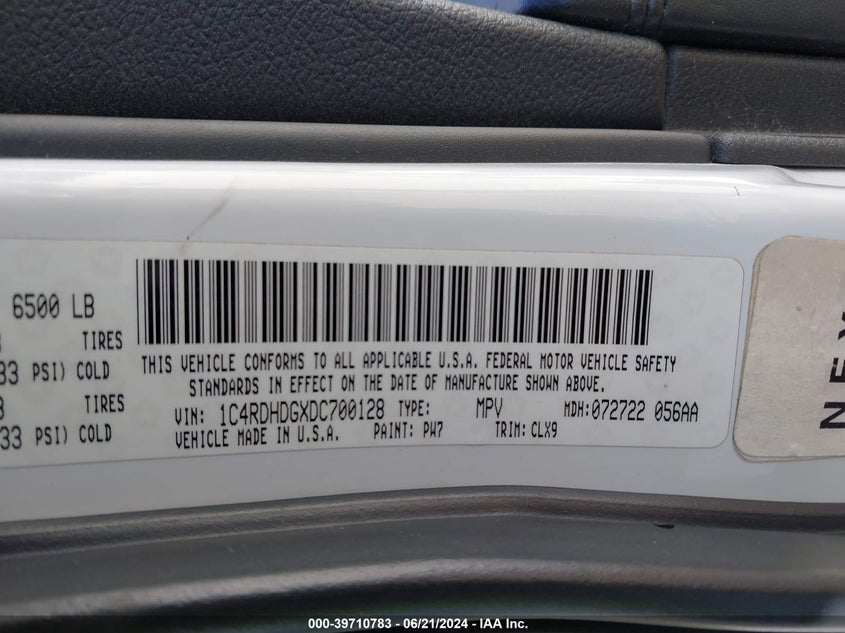 6500 LB
TIRES
33 PSI) COLD
TIRES
33 PSI) COLD
THIS VEHICLE CONFORMS TO ALL APPLICABLE U.S.A. FEDERAL MOTOR VEHICLE SAFETY
STANDARDS IN EFFECT ON THE DATE OF MANUFACTURE SHOWN ABOVE.
VIN: 1C4RDHDGXDC700128 TYPE: MPV MDH:072722 056AA
VEHICLE MADE IN U.S.A. PAINT: PW7 TRIM: CLX9
000-39710783 / 06/21/2024 - IAA Inc.